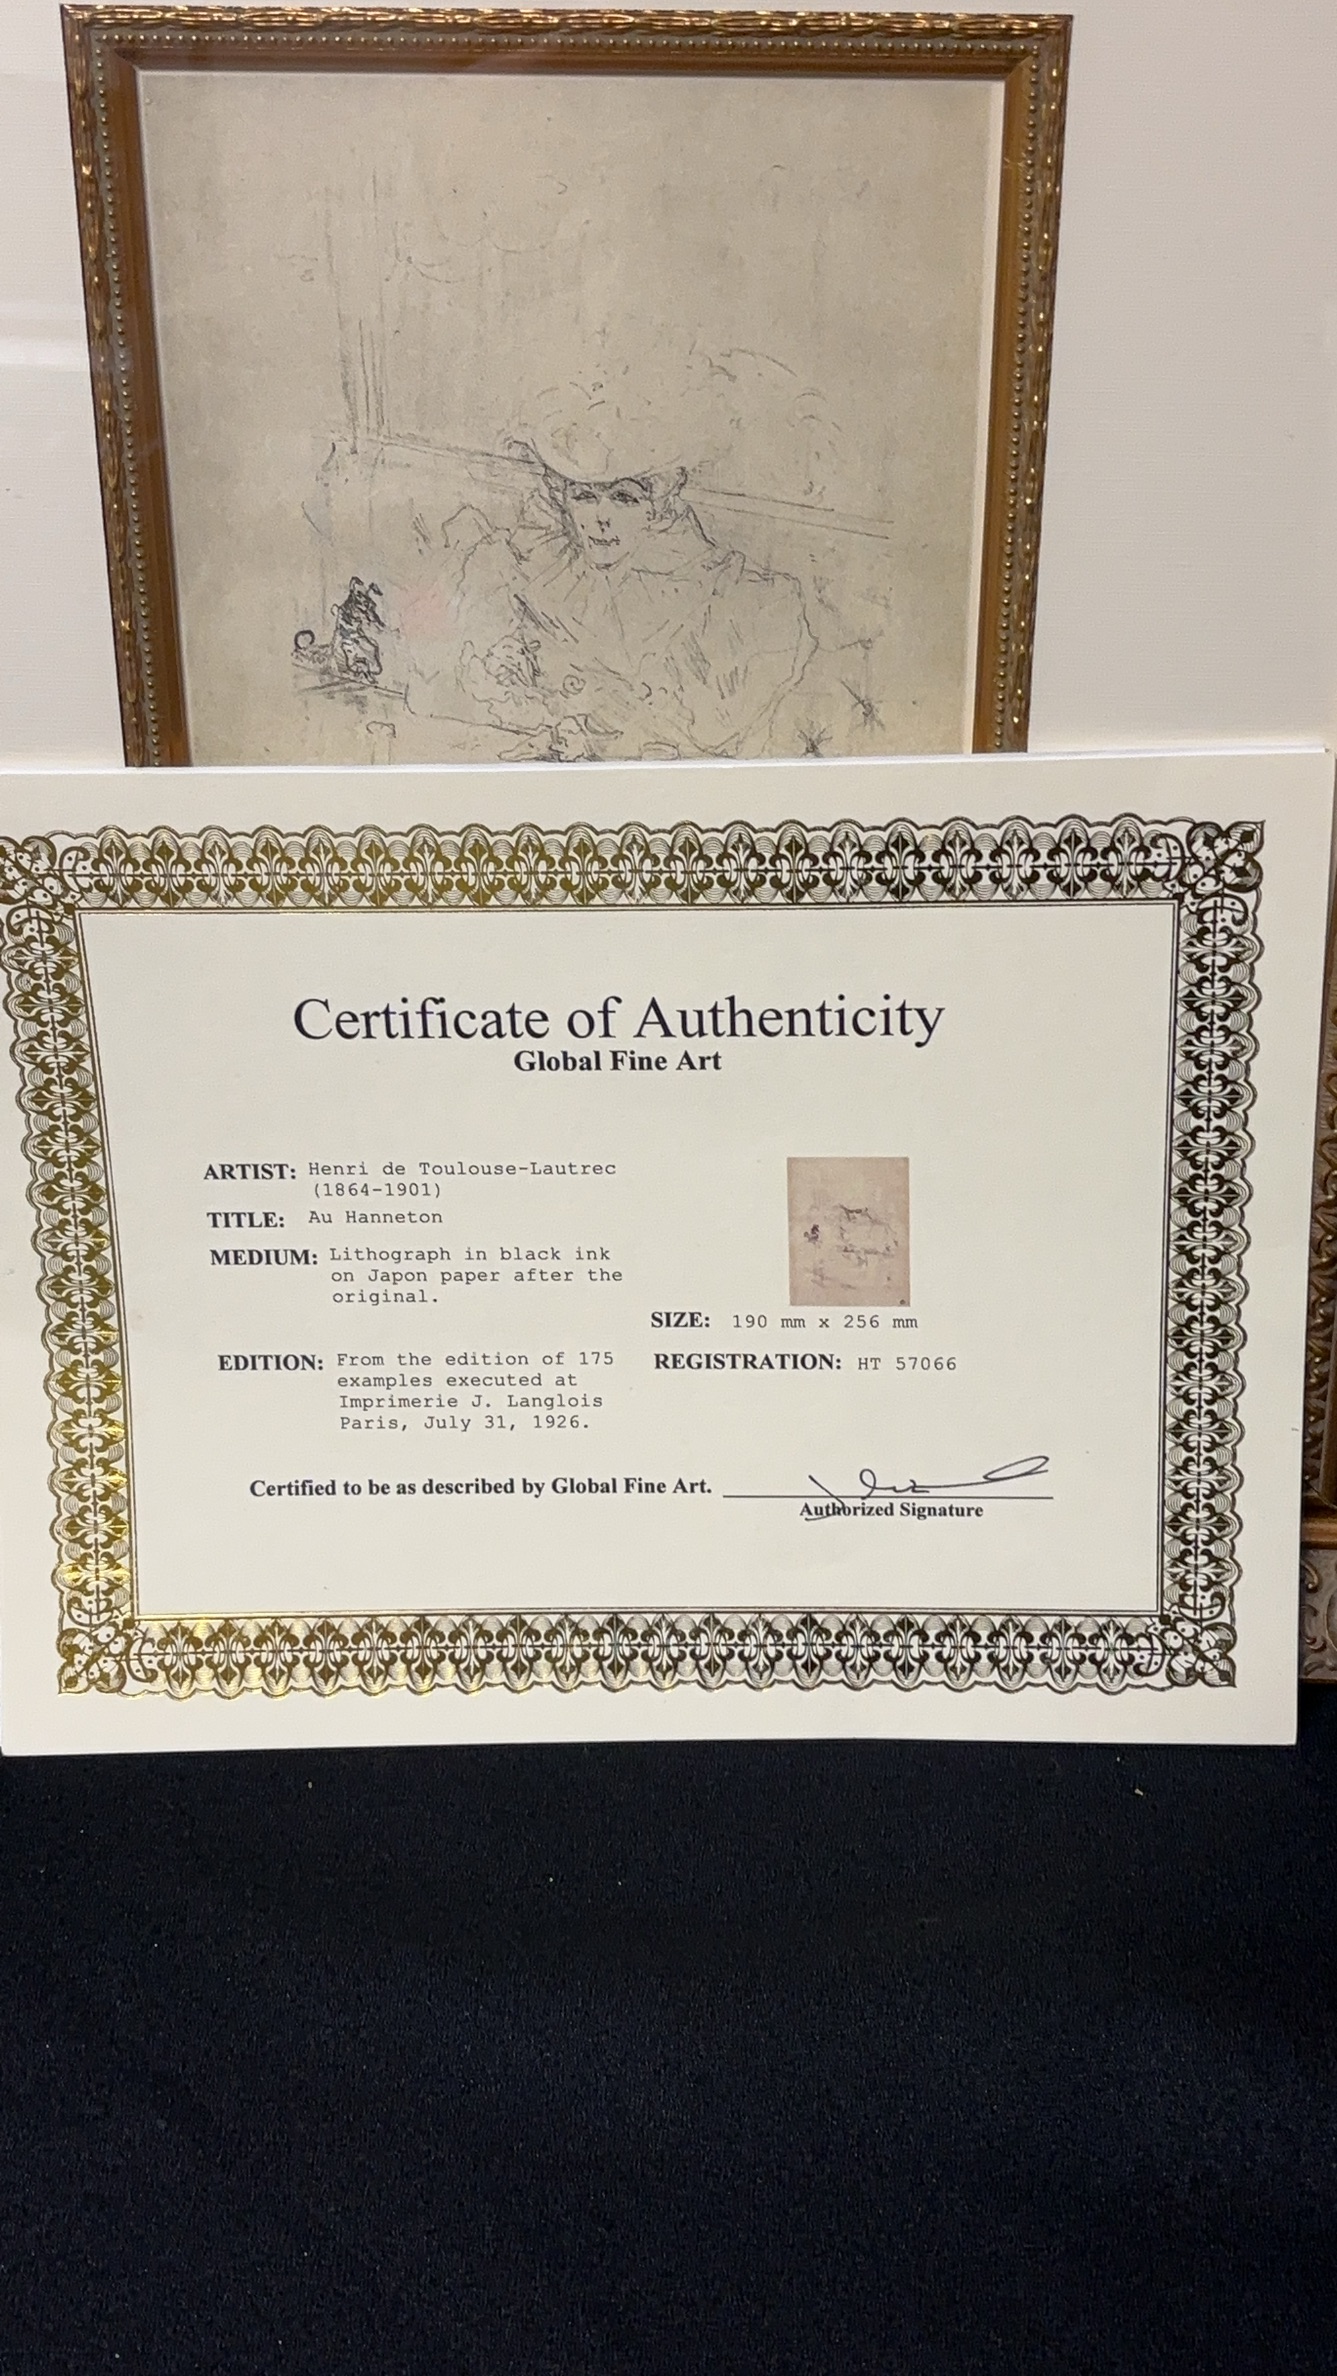 Certificate of Authenticity
Global Fine Art
ARTIST: Henri de Toulouse-Lautrec
(1864-1901)
TITLE: Au Hanneton
MEDIUM: Lithograph in black ink
on Japon paper after the
original.
SIZE: 190 mm x 256 mm
EDITION: From the edition of 175
examples executed at
Imprimerie J. Langlois
Paris, July 31, 1926.
REGISTRATION: HT 57066
Certified to be as described by Global Fine Art.
Authorized Signature